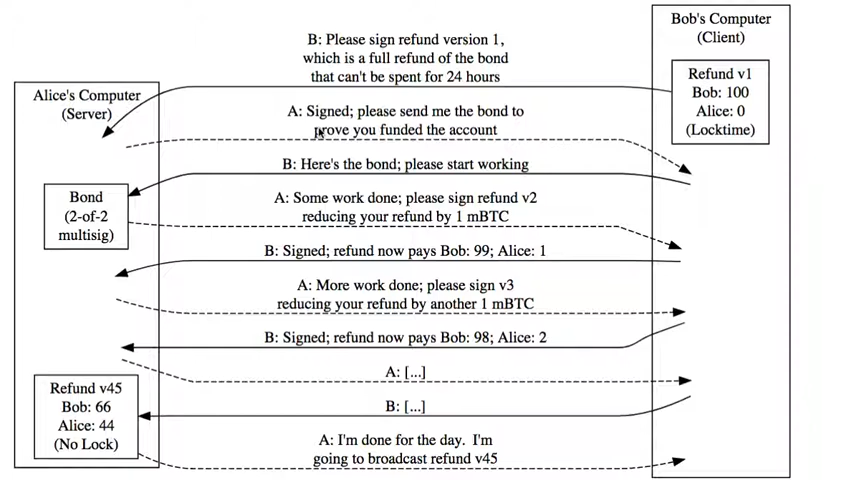 Bob's Computer
(Client)
B: Please sign refund version 1,
which is a full refund of the bond
that can't be spent for 24 hours
Refund v1
Bob: 100
Alice: 0
(Locktime)
Alice's Computer
(Server)
A: Signed; please send me the bond to
prove you funded the account
B: Here's the bond; please start working
Bond
(2-of-2
multisig)
A: Some work done; please sign refund v2
reducing your refund by 1 mBTC
B: Signed; refund now pays Bob: 99; Alice: 1
A: More work done; please sign v3
reducing your refund by another 1 mBTC
B: Signed; refund now pays Bob: 98; Alice: 2
A: [...]
B: [...]
Refund v45
Bob: 66
Alice: 44
(No Lock)
A: I'm done for the day. I'm
going to broadcast refund v45